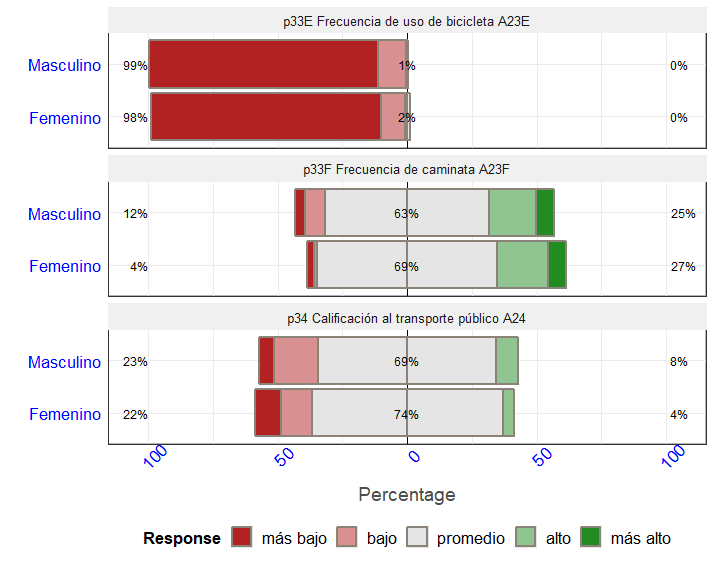 p33E Frecuencia de uso de bicicleta A23E
Masculino 99% 1% 0%
Femenino 98% 2% 0%
p33F Frecuencia de caminata A23F
Masculino 12% 63% 25%
Femenino 4% 69% 27%
p34 Calificación al transporte público A24
Masculino 23% 69% 8%
Femenino 22% 74% 4%
100 50 0 50 100
Percentage
Response más bajo bajo promedio alto más alto